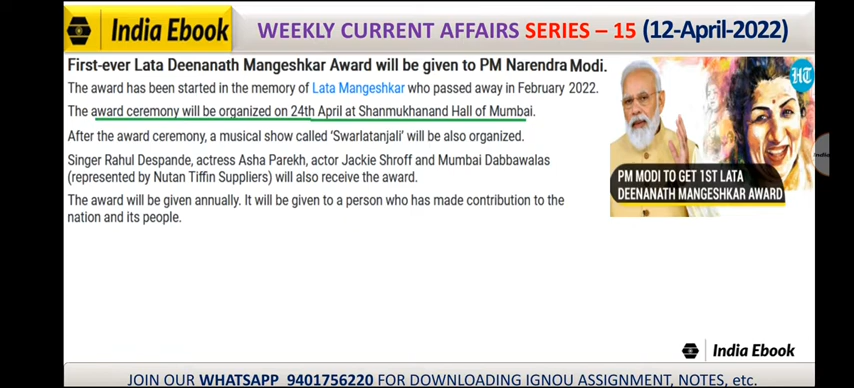 India Ebook
WEEKLY CURRENT AFFAIRS SERIES – 15 (12-April-2022)
First-ever Lata Deenanath Mangeshkar Award will be given to PM Narendra Modi.
The award has been started in the memory of Lata Mangeshkar who passed away in February 2022.
The award ceremony will be organized on 24th April at Shanmukhanand Hall of Mumbai.
After the award ceremony, a musical show called ‘Swarlatanjali’ will be also organized.
Singer Rahul Despande, actress Asha Parekh, actor Jackie Shroff and Mumbai Dabbawalas
(represented by Nutan Tiffin Suppliers) will also receive the award.
The award will be given annually. It will be given to a person who has made contribution to the
nation and its people.
HT
PM MODI TO GET 1ST LATA
DEENANATH MANGESHKAR AWARD
India Ebook
JOIN OUR WHATSAPP 9401756220 FOR DOWNLOADING IGNOU ASSIGNMENT, NOTES, etc.